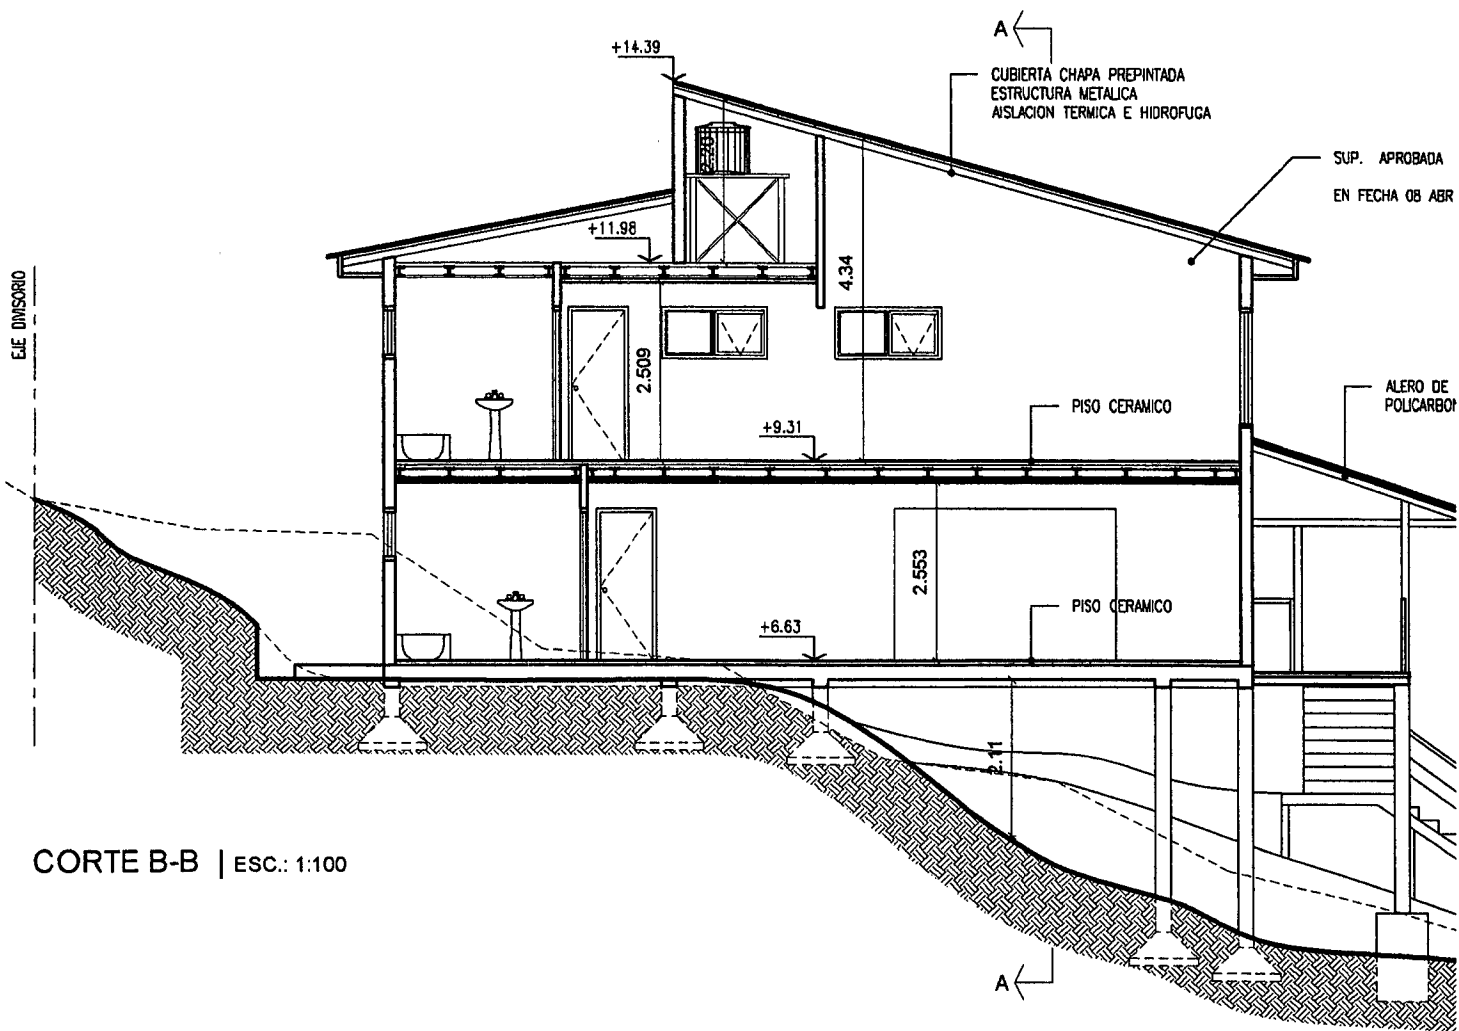 A
+14.39
CUBIERTA CHAPA PREPINTADA
ESTRUCTURA METALICA
AISLACION TERMICA E HIDROFUGA
2.20
SUP. APROBADA
EN FECHA 08 ABR
+11.98
4.34
EJE DIVISORIO
2.509
ALERO DE
PISO CERAMICO
+9.31
2.553
PISO CERAMICO
+6.63
2.11
CORTE B-B | ESC.: 1:100
A